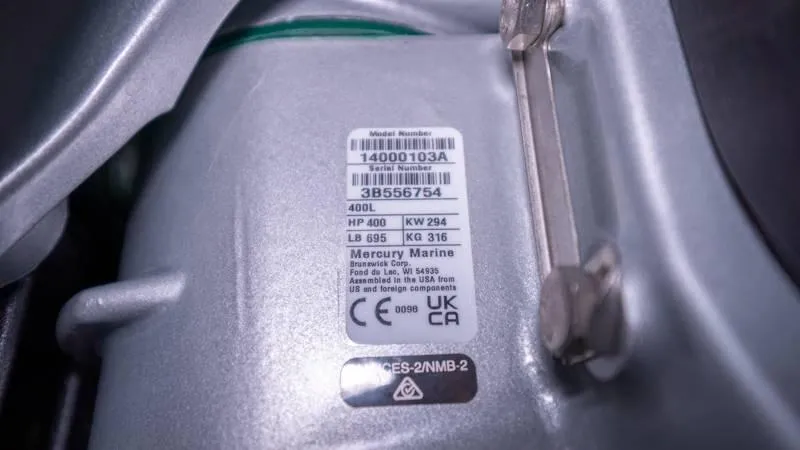 Model Number
14000103A
Serial Number
3B556754
400L
HP 400 KW 294
LB 695 KG 316
Mercury Marine
Brunswick Corp.
Fond du Lac, WI 54935
Assembled in the USA from
US and foreign components
CE 0098 UK
CA
CES-2/NMB-2